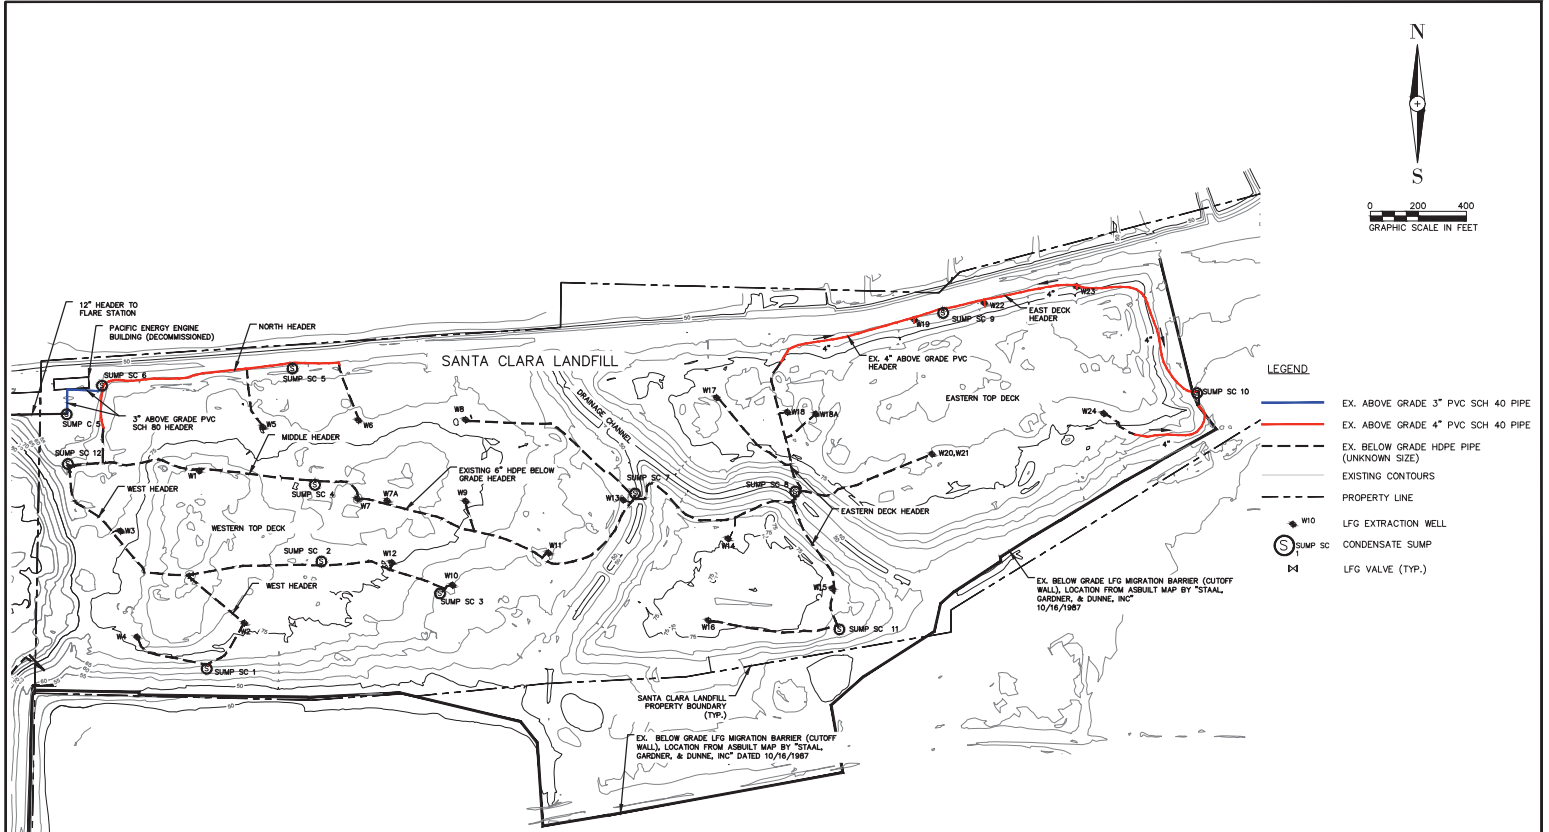 N
S
0 200 400
GRAPHIC SCALE IN FEET
12" HEADER TO
FLARE STATION
PACIFIC ENERGY ENGINE
BUILDING (DECOMMISSIONED)
NORTH HEADER
SANTA CLARA LANDFILL
SUMP SC 6
SUMP SC 5
3" ABOVE GRADE PVC
SCH 80 HEADER
SUMP C/5
SUMP SC 12
W5
W6
MIDDLE HEADER
W8
DRAINAGE CHANNEL
EXISTING 6" HDPE BELOW
GRADE HEADER
W1
SUMP SC 4
W7
W7A
W9
WEST HEADER
W3
WESTERN TOP DECK
SUMP SC 2
W12
W11
W13
SUMP SC 7
WEST HEADER
W10
SUMP SC 3
W2
W4
SUMP SC 1
W17
W18
W18A
SUMP SC 8
W20,W21
EASTERN DECK HEADER
W14
W15
W16
SUMP SC 11
W19
SUMP SC 9
W22
W23
4"
EAST DECK
HEADER
4"
EX. 4" ABOVE GRADE PVC
HEADER
4"
EASTERN TOP DECK
W24
SUMP SC 10
4"
SANTA CLARA LANDFILL
PROPERTY BOUNDARY
(TYP.)
EX. BELOW GRADE LFG MIGRATION BARRIER (CUTOFF
WALL), LOCATION FROM ASBUILT MAP BY "STAAL,
GARDNER, & DUNNE, INC" DATED 10/16/1987
EX. BELOW GRADE LFG MIGRATION BARRIER (CUTOFF
WALL), LOCATION FROM ASBUILT MAP BY "STAAL,
GARDNER, & DUNNE, INC"
10/16/1987
LEGEND
EX. ABOVE GRADE 3" PVC SCH 40 PIPE
EX. ABOVE GRADE 4" PVC SCH 40 PIPE
EX. BELOW GRADE HDPE PIPE
(UNKNOWN SIZE)
EXISTING CONTOURS
PROPERTY LINE
W10 LFG EXTRACTION WELL
S SUMP SC 1 CONDENSATE SUMP
LFG VALVE (TYP.)